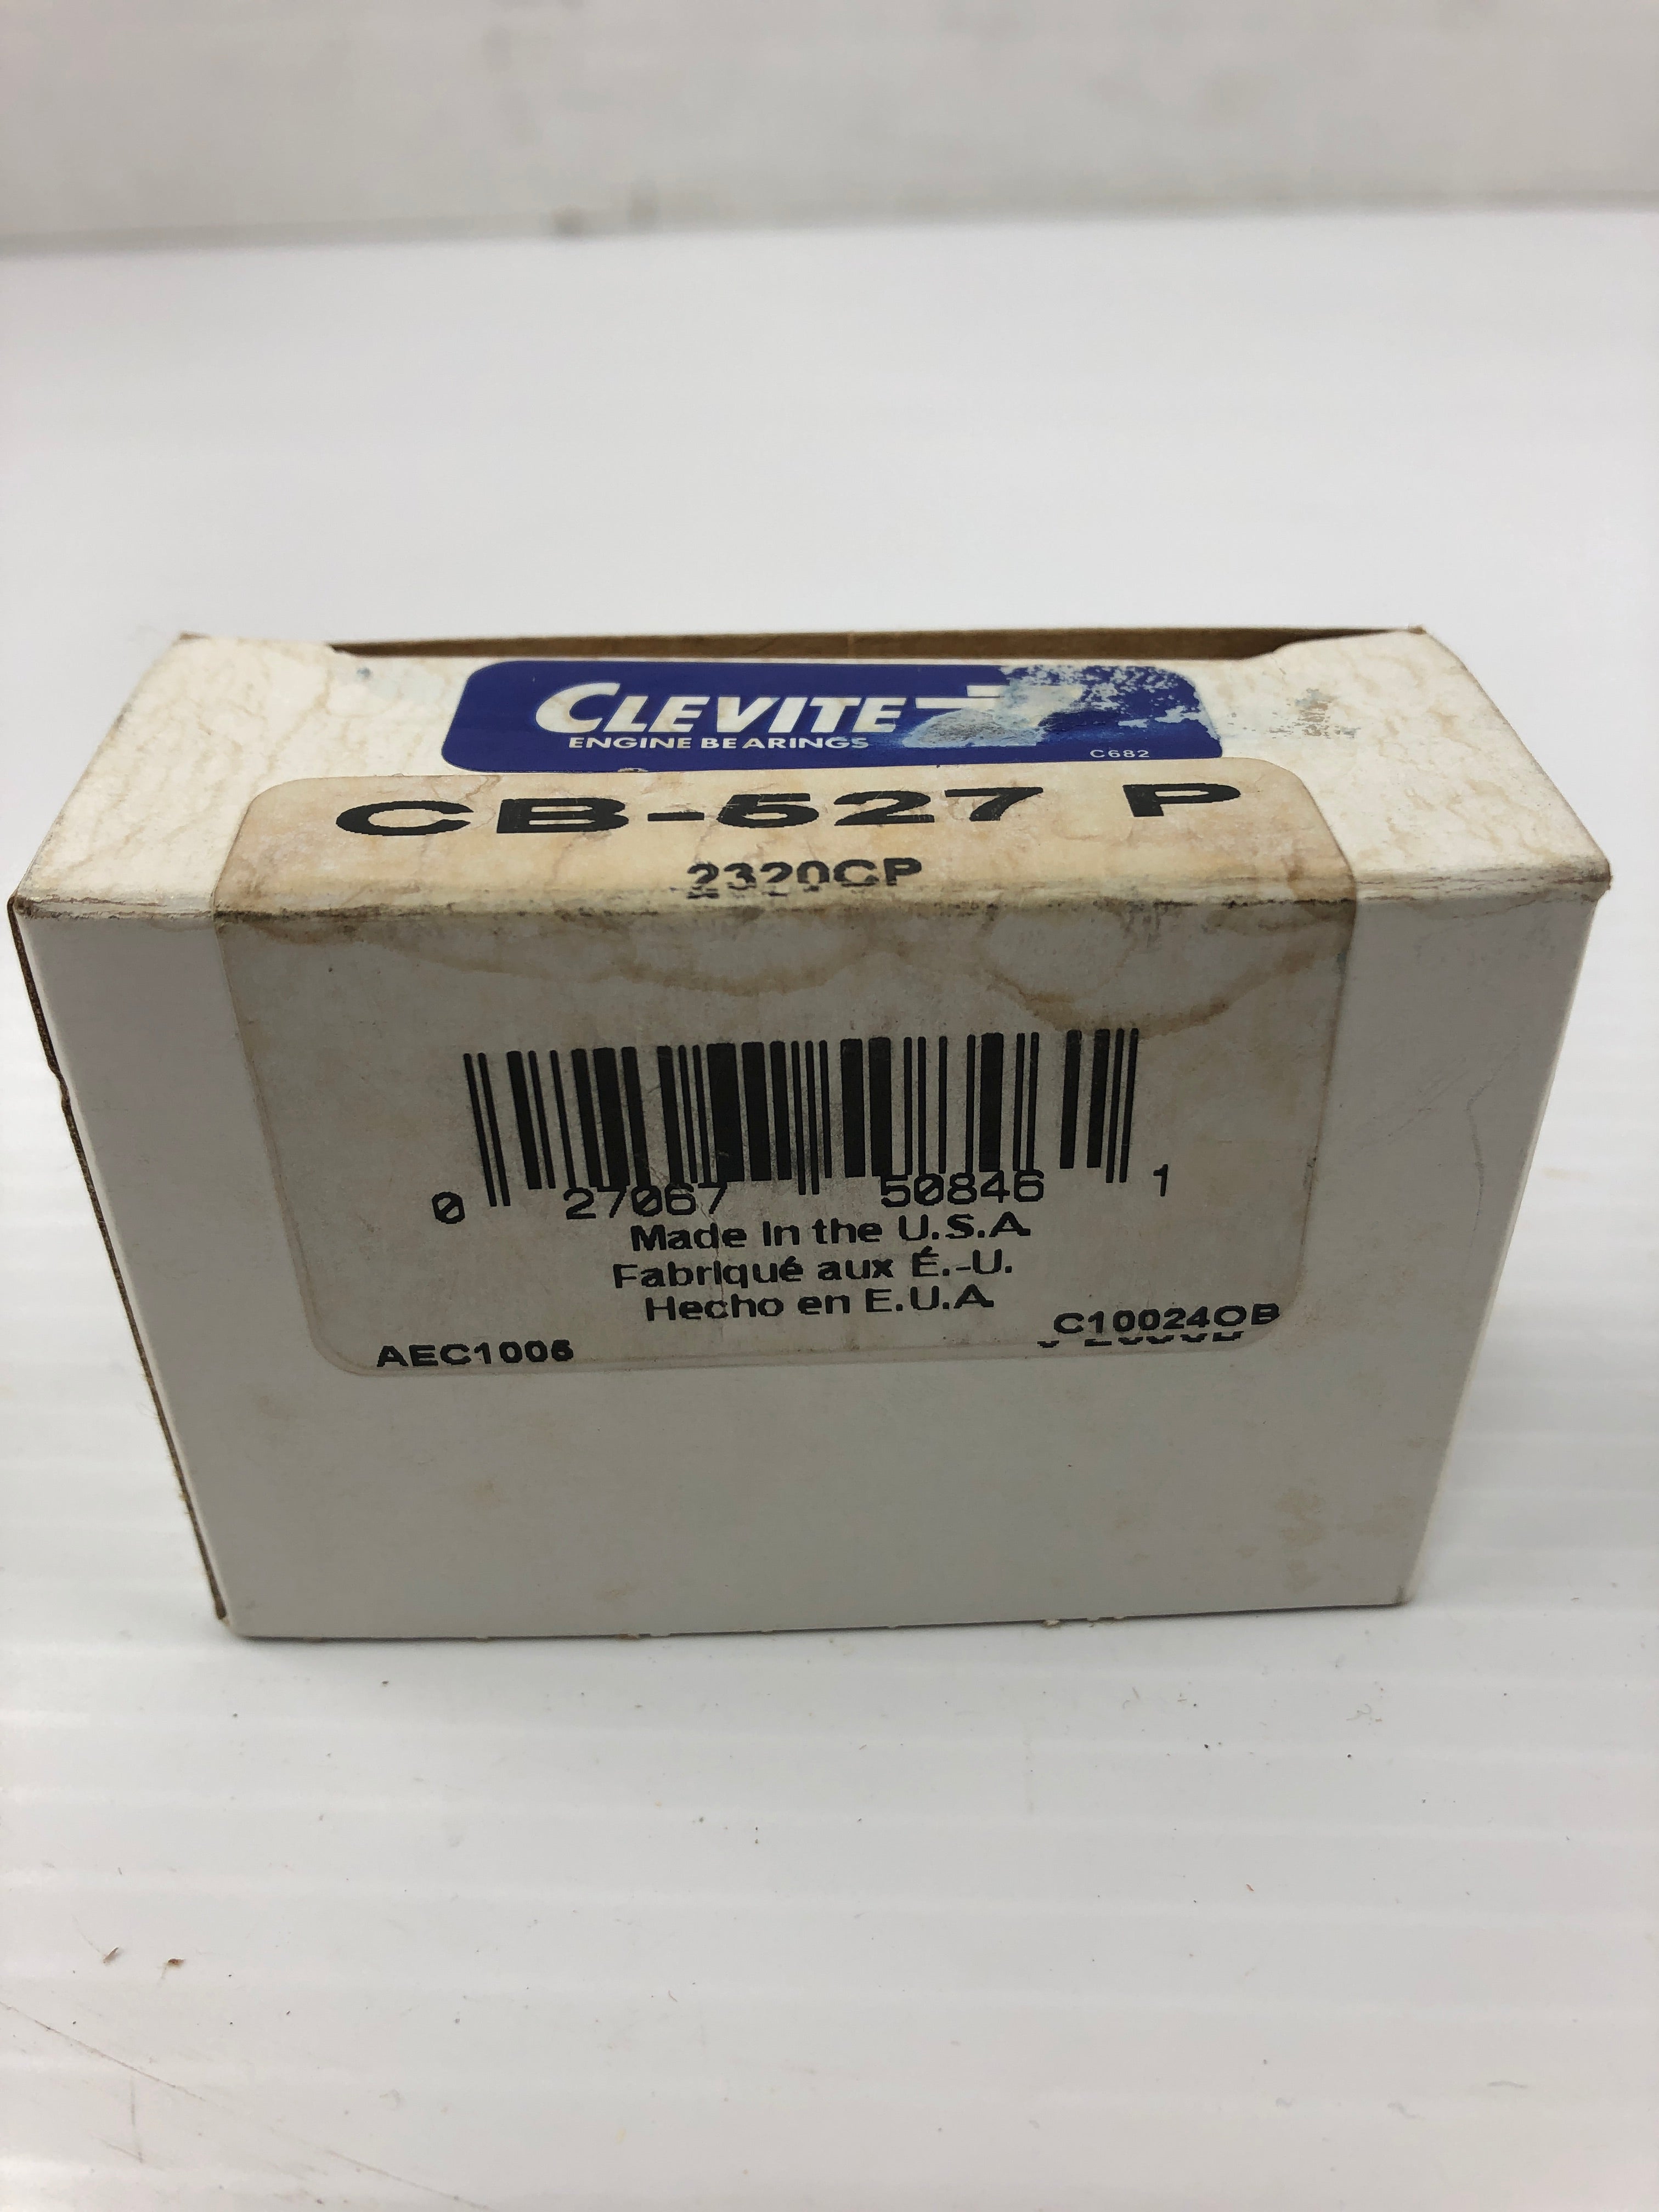 CLEVITE
ENGINE BEARINGS
C682
CB-527 P
2320CP
0 27067 50846 1
Made in the U.S.A.
Fabriqué aux É.-U.
Hecho en E.U.A.
AEC1005
C10024OB